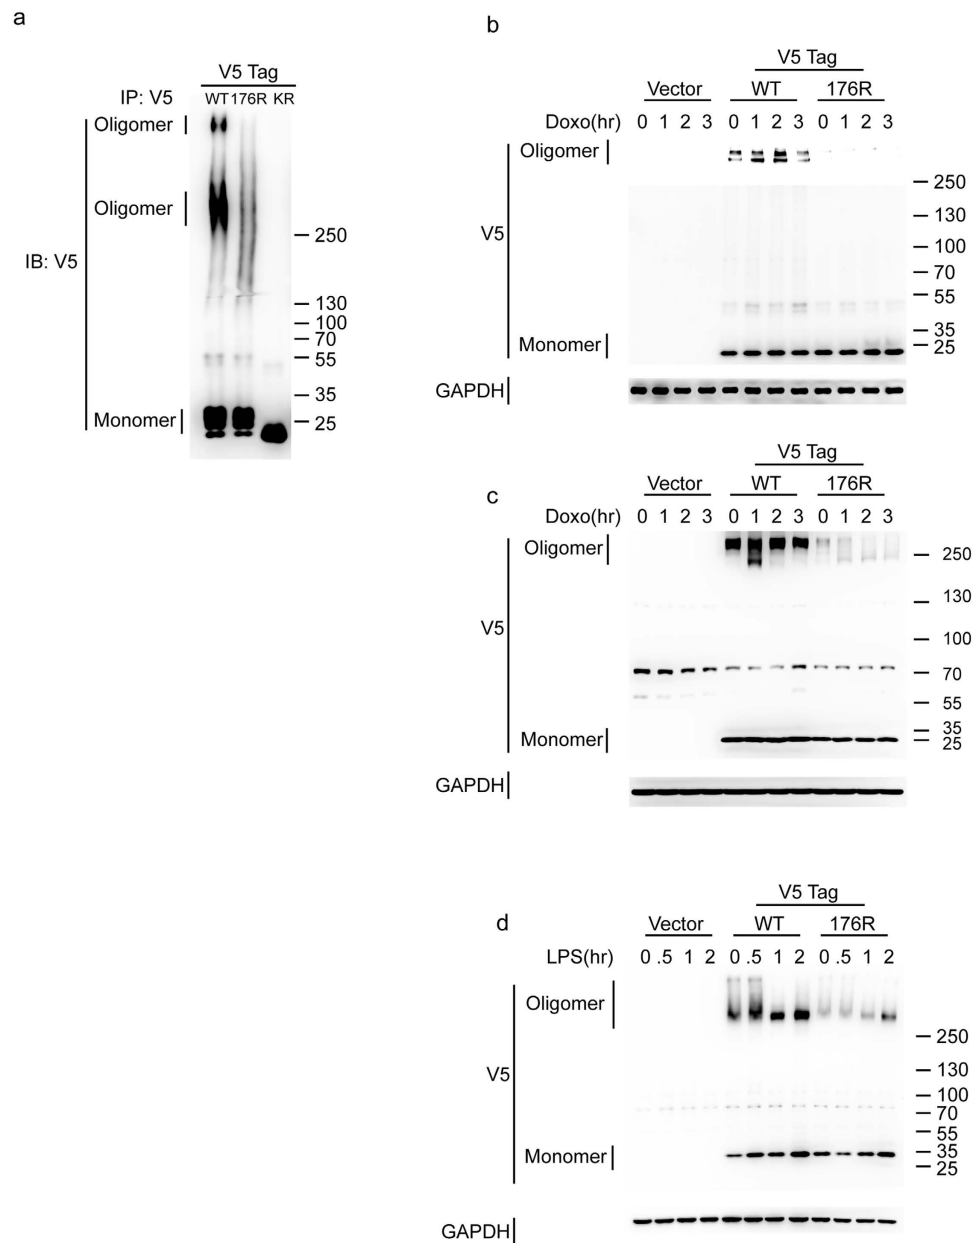 a
V5 Tag
IP: V5 WT 176R KR
Oligomer
Oligomer
IB: V5
250
130
100
70
55
35
25
Monomer
b
V5 Tag
Vector WT 176R
Doxo(hr) 0 1 2 3 0 1 2 3 0 1 2 3
Oligomer
250
130
V5
100
70
55
35
25
Monomer
GAPDH
c
V5 Tag
Vector WT 176R
Doxo(hr) 0 1 2 3 0 1 2 3 0 1 2 3
Oligomer
250
130
V5
100
70
55
35
25
Monomer
GAPDH
d
V5 Tag
Vector WT 176R
LPS(hr) 0 .5 1 2 0 .5 1 2 0 .5 1 2
Oligomer
250
V5
130
100
70
55
35
25
Monomer
GAPDH